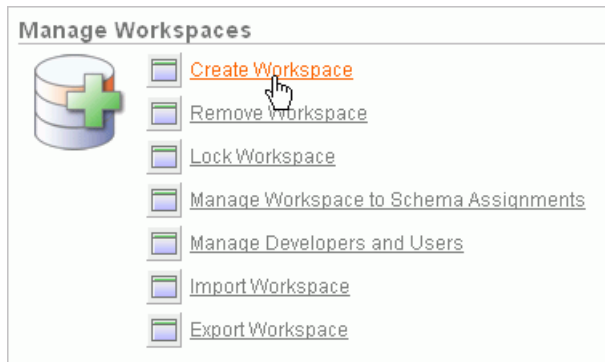 Manage Workspaces
Create Workspace
Remove Workspace
Lock Workspace
Manage Workspace to Schema Assignments
Manage Developers and Users
Import Workspace
Export Workspace